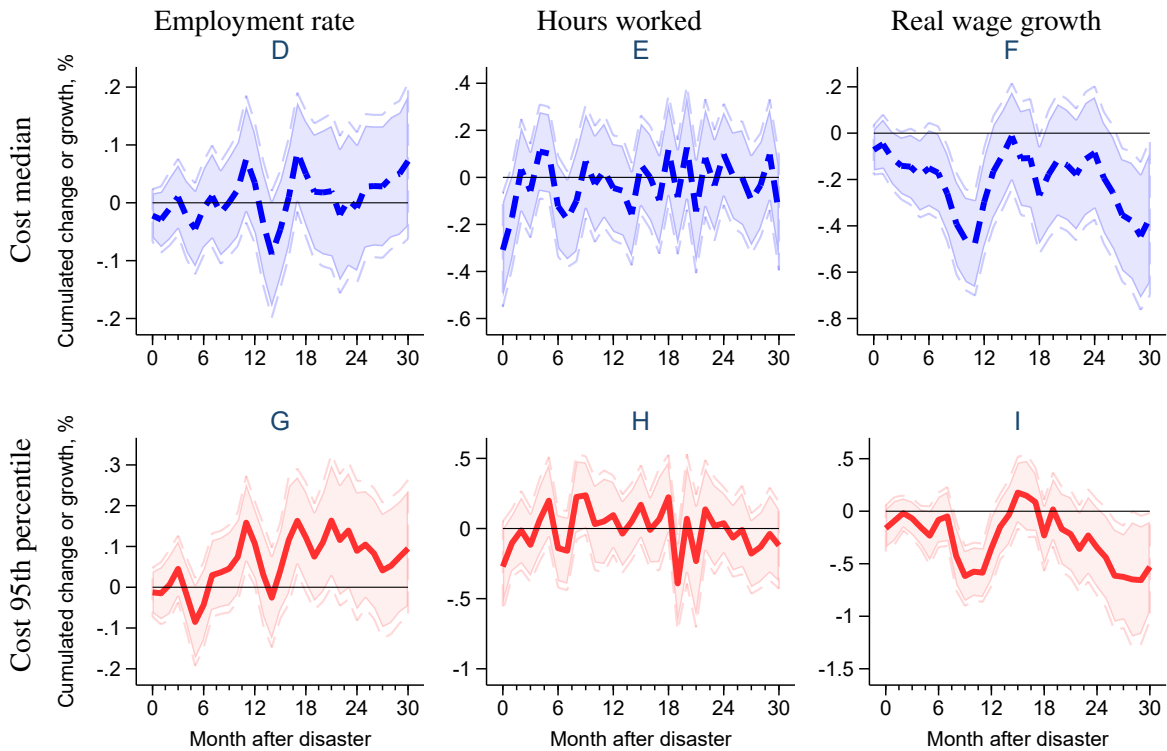 Employment rate
Hours worked
Real wage growth
Cost median
Cumulated change or growth, %
D
.2
.1
0
-.1
-.2
0 6 12 18 24 30
E
.4
.2
0
-.2
-.4
-.6
0 6 12 18 24 30
F
.2
0
-.2
-.4
-.6
-.8
0 6 12 18 24 30
Cost 95th percentile
Cumulated change or growth, %
G
.3
.2
.1
0
-.1
-.2
0 6 12 18 24 30
Month after disaster
H
.5
0
-.5
-1
0 6 12 18 24 30
Month after disaster
I
.5
0
-.5
-1
-1.5
0 6 12 18 24 30
Month after disaster